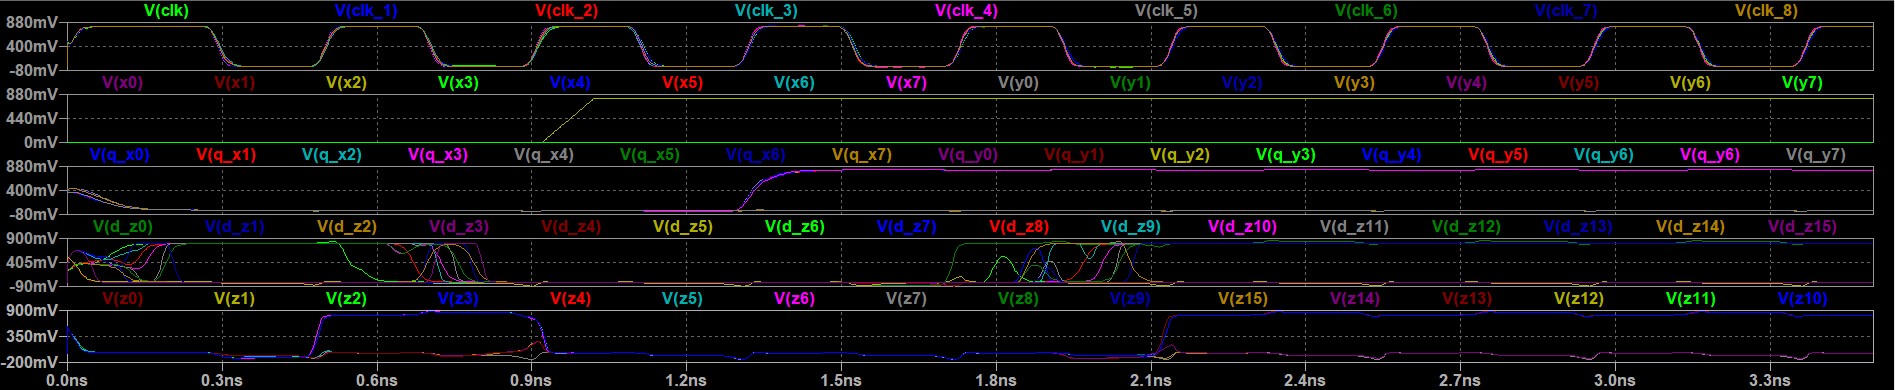 V(clk) V(clk_1) V(clk_2) V(clk_3) V(clk_4) V(clk_5) V(clk_6) V(clk_7) V(clk_8)
880mV
400mV
-80mV
V(x0) V(x1) V(x2) V(x3) V(x4) V(x5) V(x6) V(x7) V(y0) V(y1) V(y2) V(y3) V(y4) V(y5) V(y6) V(y7)
880mV
440mV
0mV
V(q_x0) V(q_x1) V(q_x2) V(q_x3) V(q_x4) V(q_x5) V(q_x6) V(q_x7) V(q_y0) V(q_y1) V(q_y2) V(q_y3) V(q_y4) V(q_y5) V(q_y6) V(q_y6) V(q_y7)
880mV
400mV
-80mV
V(d_z0) V(d_z1) V(d_z2) V(d_z3) V(d_z4) V(d_z5) V(d_z6) V(d_z7) V(d_z8) V(d_z9) V(d_z10) V(d_z11) V(d_z12) V(d_z13) V(d_z14) V(d_z15)
900mV
405mV
-90mV
V(z0) V(z1) V(z2) V(z3) V(z4) V(z5) V(z6) V(z7) V(z8) V(z9) V(z15) V(z14) V(z13) V(z12) V(z11) V(z10)
900mV
350mV
-200mV
0.0ns 0.3ns 0.6ns 0.9ns 1.2ns 1.5ns 1.8ns 2.1ns 2.4ns 2.7ns 3.0ns 3.3ns